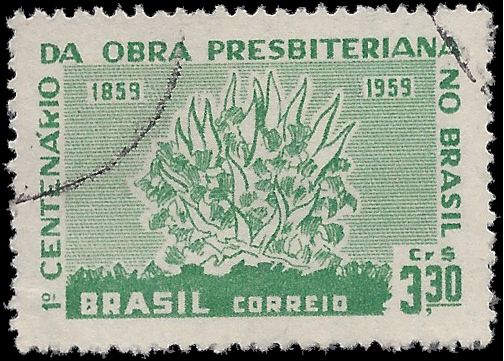 1º CENTENÁRIO DA OBRA PRESBITERIANA NO BRASIL
1859 1959
Cr$
3,30
BRASIL CORREIO